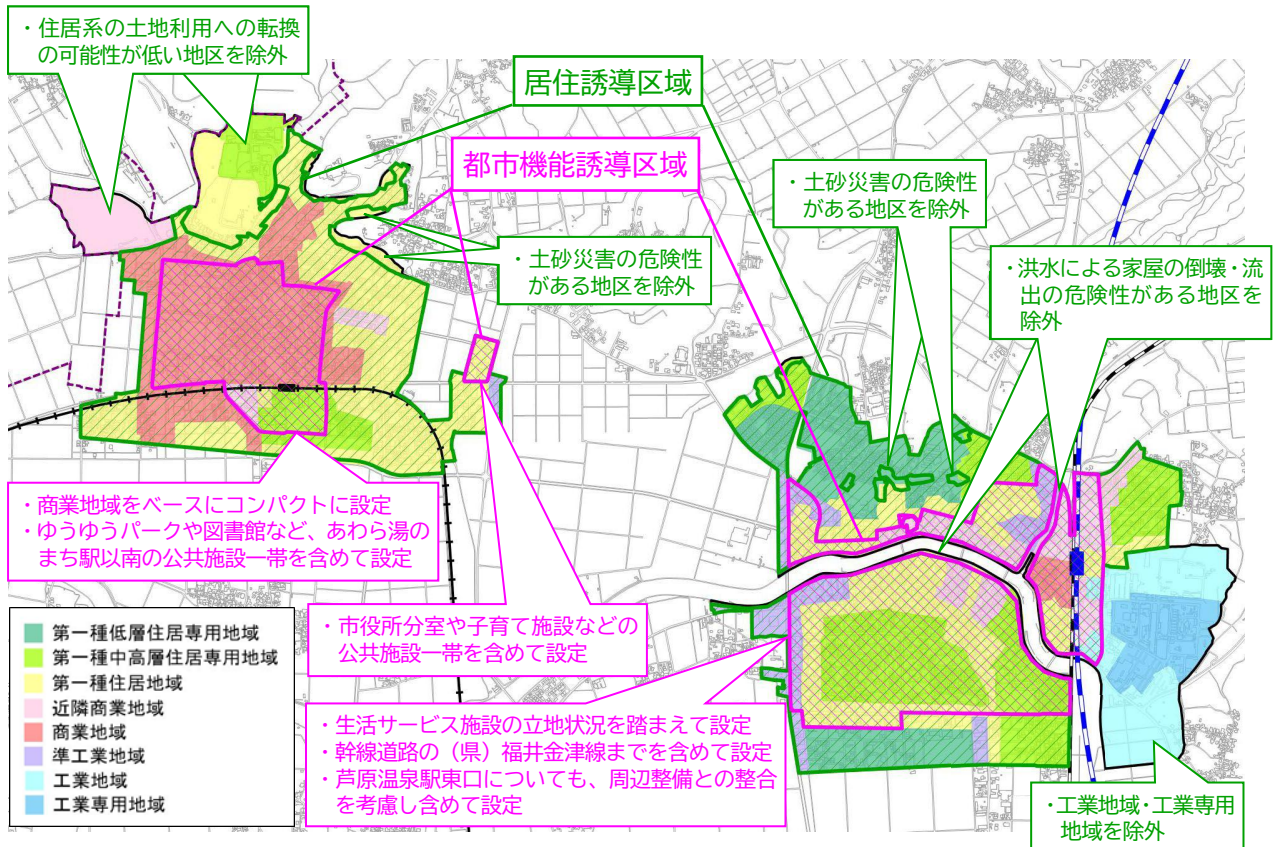 ・住居系の土地利用への転換
の可能性が低い地区を除外
居住誘導区域
都市機能誘導区域
・土砂災害の危険性
がある地区を除外
・土砂災害の危険性
がある地区を除外
・洪水による家屋の倒壊・流
出の危険性がある地区を
除外
・商業地域をベースにコンパクトに設定
・ゆうゆうパークや図書館など、あわら湯の
まち駅以南の公共施設一帯を含めて設定
・市役所分室や子育て施設などの
公共施設一帯を含めて設定
・生活サービス施設の立地状況を踏まえて設定
・幹線道路の（県）福井金津線までを含めて設定
・芦原温泉駅東口についても、周辺整備との整合
を考慮し含めて設定
・工業地域・工業専用
地域を除外
第一種低層住居専用地域
第一種中高層住居専用地域
第一種住居地域
近隣商業地域
商業地域
準工業地域
工業地域
工業専用地域